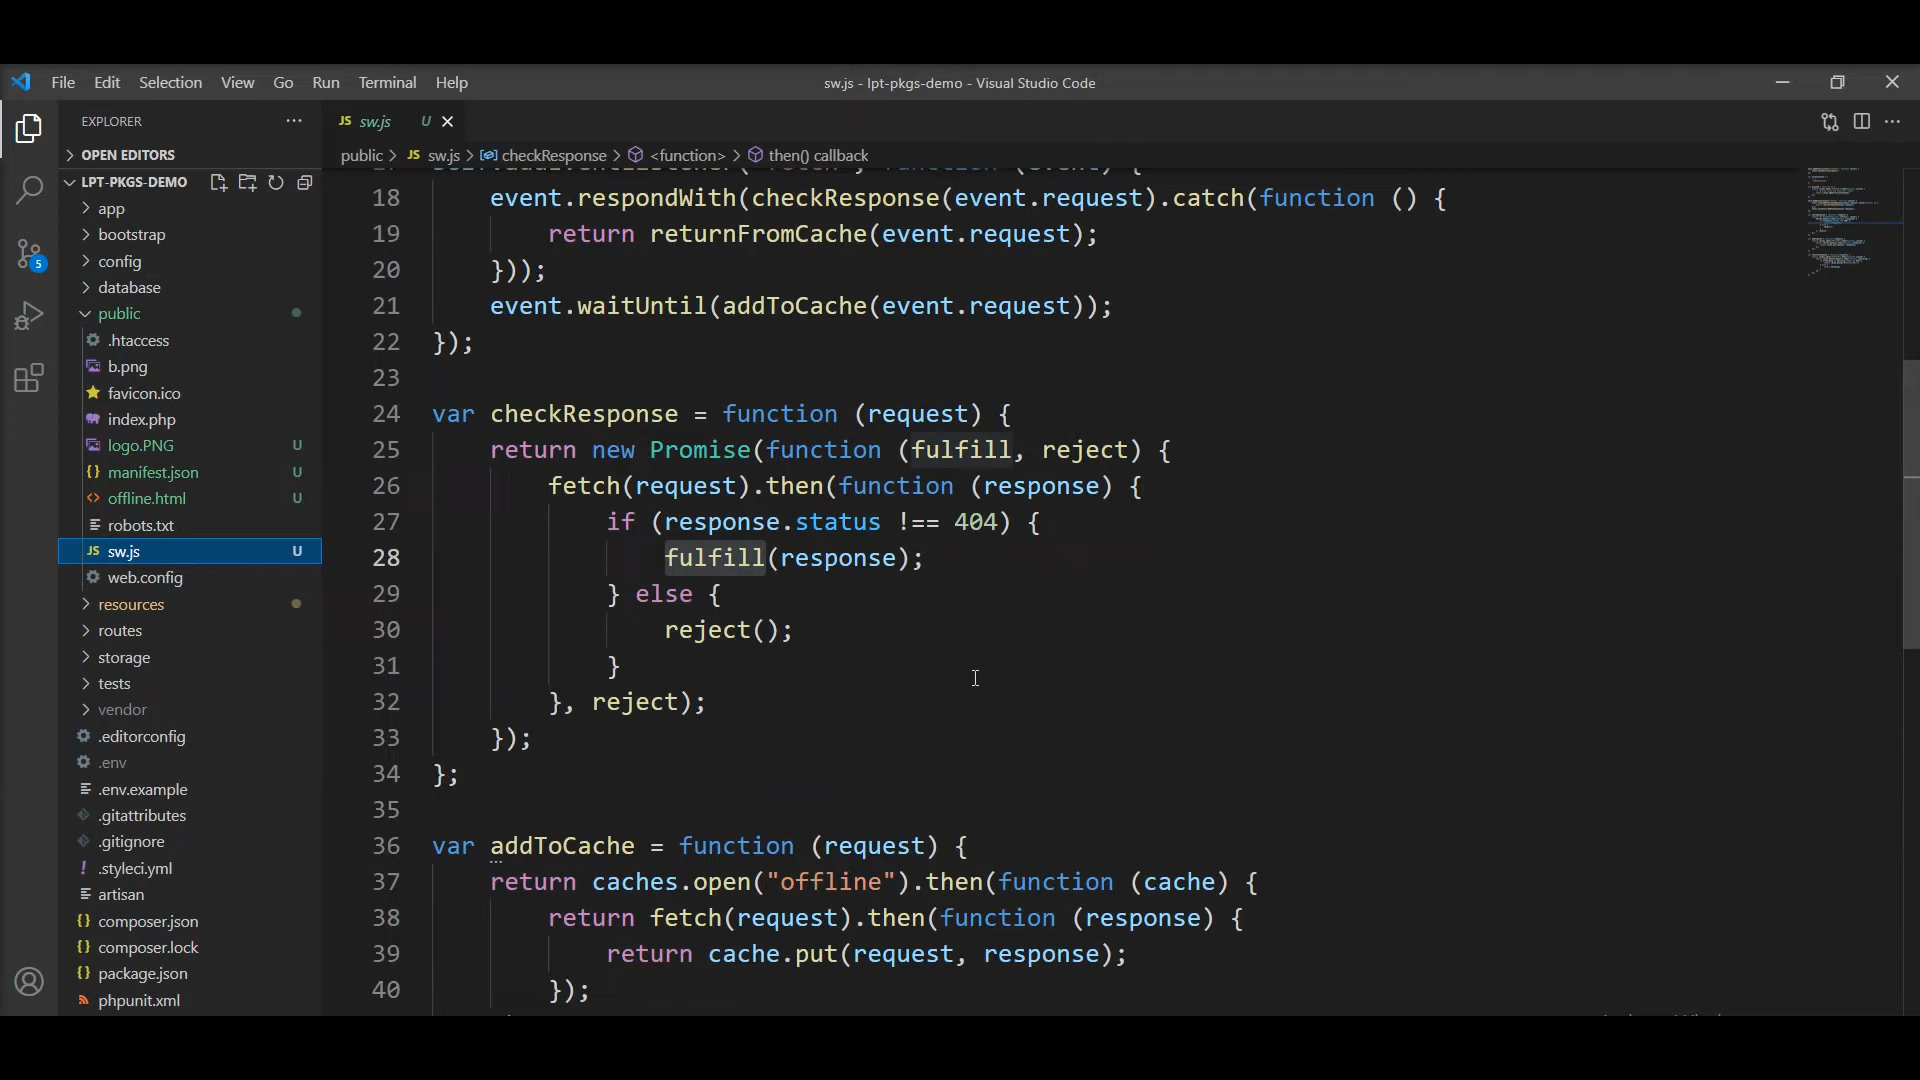 File Edit Selection View Go Run Terminal Help
sw.js - lpt-pkgs-demo - Visual Studio Code
EXPLORER
OPEN EDITORS
LPT-PKGS-DEMO
app
bootstrap
config
5
database
public
.htaccess
b.png
favicon.ico
index.php
logo.PNG U
manifest.json U
offline.html U
robots.txt
JS sw.js U
web.config
resources
routes
storage
tests
vendor
.editorconfig
.env
.env.example
.gitattributes
.gitignore
.styleci.yml
artisan
composer.json
composer.lock
package.json
phpunit.xml
JS sw.js U
public > JS sw.js > checkResponse > <function> > then() callback
18 event.respondWith(checkResponse(event.request).catch(function () {
19 return returnFromCache(event.request);
20 }));
21 event.waitUntil(addToCache(event.request));
22 });
23
24 var checkResponse = function (request) {
25 return new Promise(function (fulfill, reject) {
26 fetch(request).then(function (response) {
27 if (response.status !== 404) {
28 fulfill(response);
29 } else {
30 reject();
31 }
32 }, reject);
33 });
34 };
35
36 var addToCache = function (request) {
37 return caches.open("offline").then(function (cache) {
38 return fetch(request).then(function (response) {
39 return cache.put(request, response);
40 });